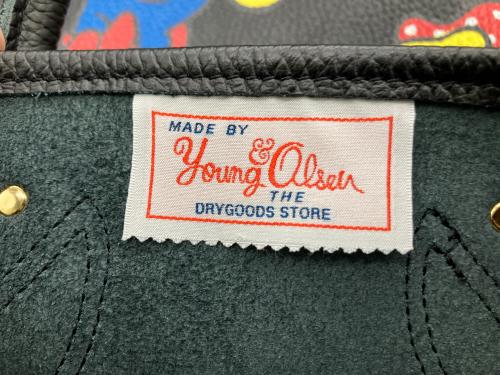 MADE BY
Young & Olsen
THE
DRYGOODS STORE